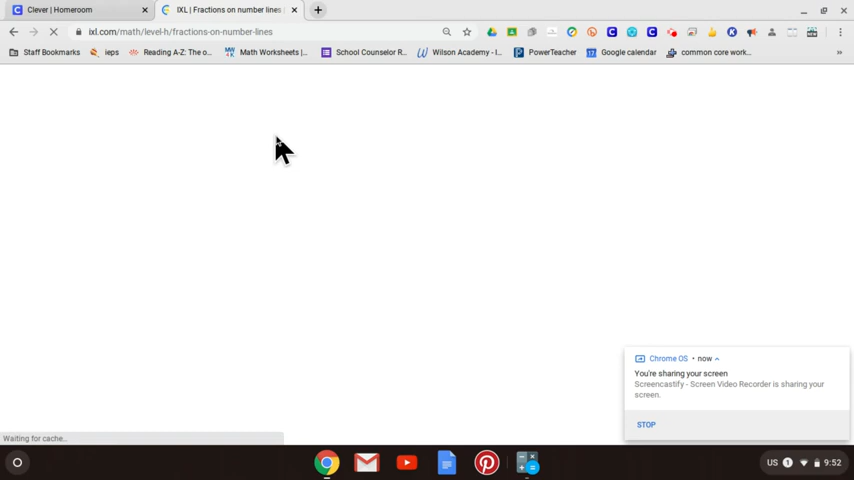 Clever | Homeroom
IXL | Fractions on number lines |
ixl.com/math/level-h/fractions-on-number-lines
Staff Bookmarks ieps Reading A-Z: The o... Math Worksheets |... School Counselor R... Wilson Academy - I... PowerTeacher Google calendar common core work...
Chrome OS • now
You're sharing your screen
Screencastify - Screen Video Recorder is sharing your
screen.
STOP
Waiting for cache...
US 1 9:52